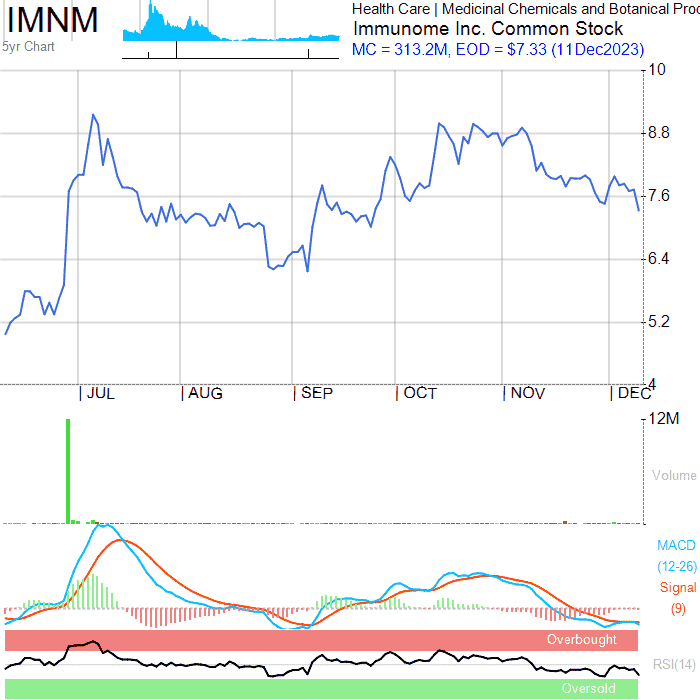 IMNM
5yr Chart
Health Care | Medicinal Chemicals and Botanical Proc
Immunome Inc. Common Stock
MC = 313.2M, EOD = $7.33 (11Dec2023)
10
8.8
7.6
6.4
5.2
4
| JUL | AUG | SEP | OCT | NOV | DEC
12M
Volume
MACD
(12-26)
Signal
(9)
Overbought
RSI(14)
Oversold